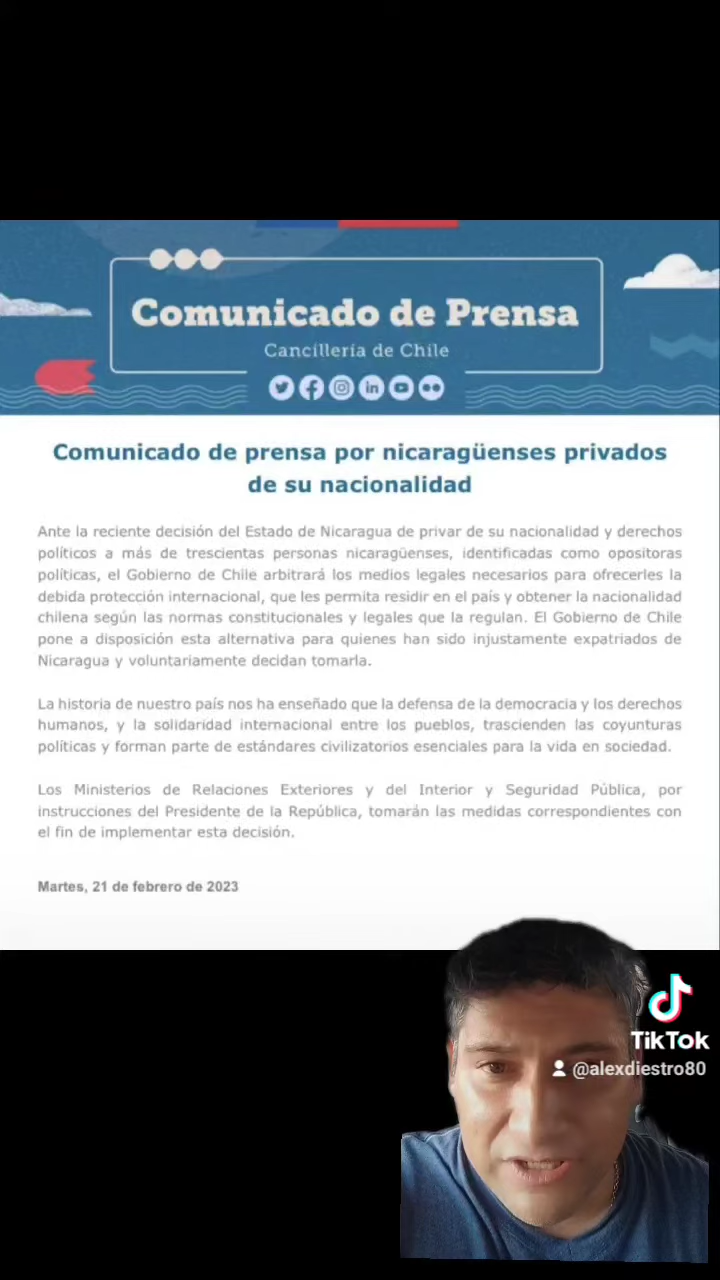 Comunicado de Prensa
Cancillería de Chile
Comunicado de prensa por nicaragüenses privados
de su nacionalidad
Ante la reciente decisión del Estado de Nicaragua de privar de su nacionalidad y derechos
políticos a más de trescientas personas nicaragüenses, identificadas como opositoras
políticas, el Gobierno de Chile arbitrará los medios legales necesarios para ofrecerles la
debida protección internacional, que les permita residir en el país y obtener la nacionalidad
chilena según las normas constitucionales y legales que la regulan. El Gobierno de Chile
pone a disposición esta alternativa para quienes han sido injustamente expatriados de
Nicaragua y voluntariamente decidan tomarla.
La historia de nuestro país nos ha enseñado que la defensa de la democracia y los derechos
humanos, y la solidaridad internacional entre los pueblos, trascienden las coyunturas
políticas y forman parte de estándares civilizatorios esenciales para la vida en sociedad.
Los Ministerios de Relaciones Exteriores y del Interior y Seguridad Pública, por
instrucciones del Presidente de la República, tomarán las medidas correspondientes con
el fin de implementar esta decisión.
Martes, 21 de febrero de 2023
TikTok
@alexdiestro80